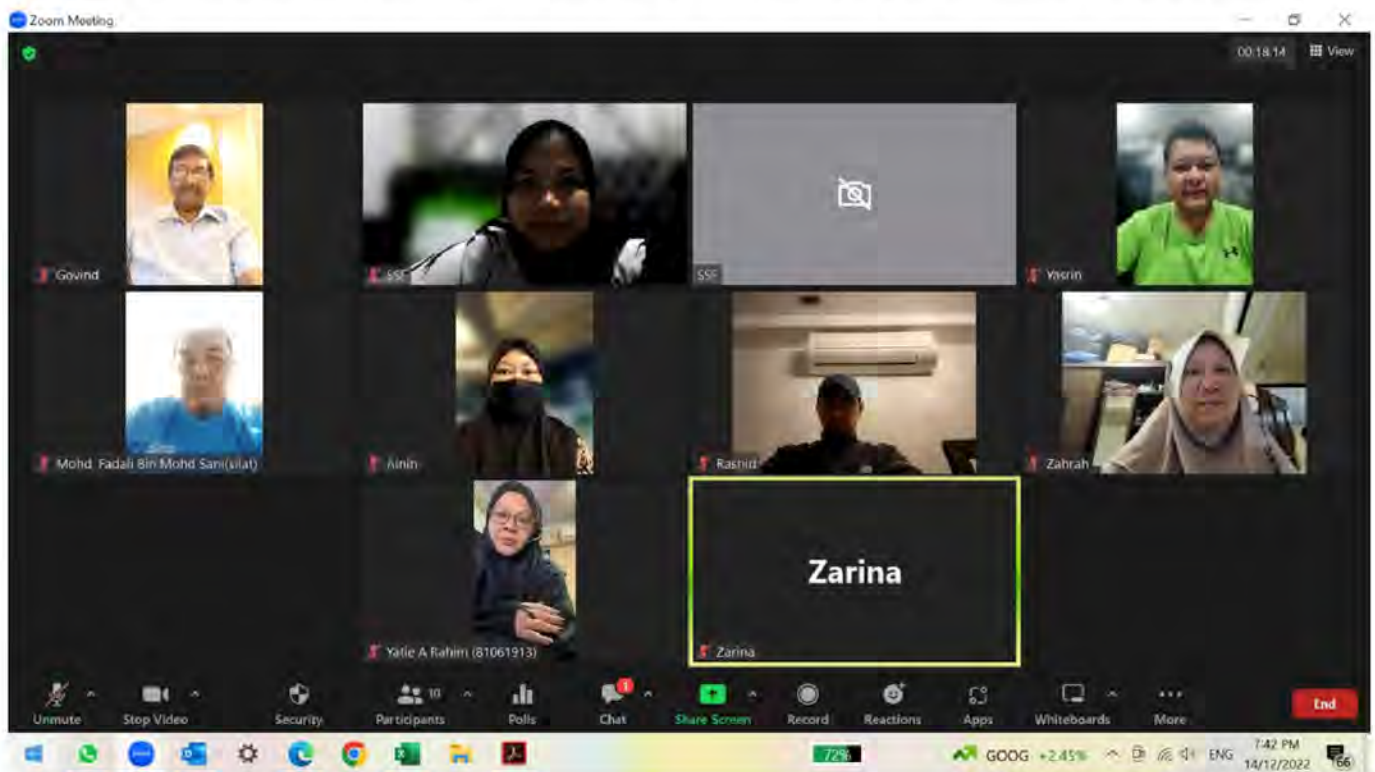 Zoom Meeting
00:18:14 View
Govind
SSF
SSF
Yasrin
Mohd. Fadali Bin Mohd Sani(silat)
Ainin
Rashid
Zahrah
Zarina
Yatie A Rahim (81061913)
Zarina
10
1
Unmute Stop Video Security Participants Polls Chat Share Screen Record Reactions Apps Whiteboards More
End
72%
GOOG +2.45%
ENG
7:42 PM
14/12/2022
66